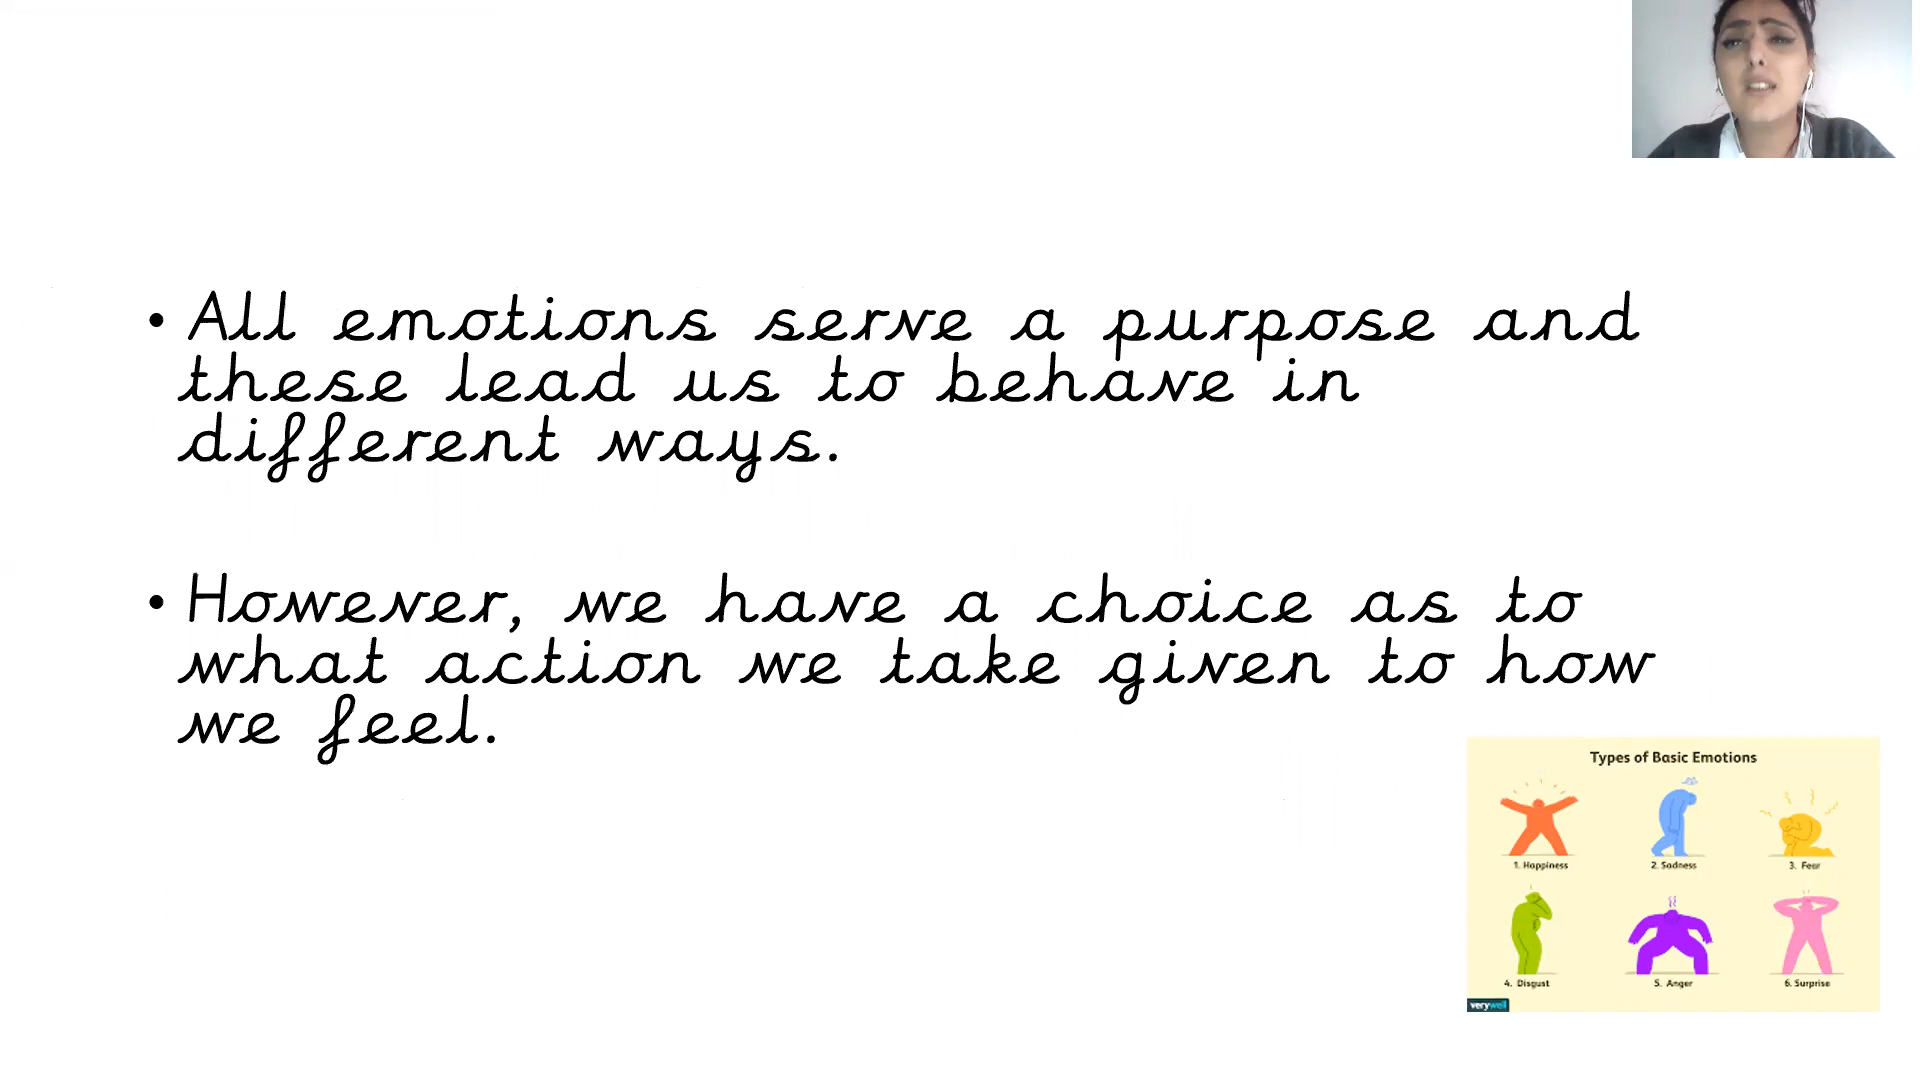 • All emotions serve a purpose and
these lead us to behave in
different ways.
• However, we have a choice as to
what action we take given to how
we feel.
Types of Basic Emotions
1. Happiness
2. Sadness
3. Fear
4. Disgust
5. Anger
6. Surprise
verywell